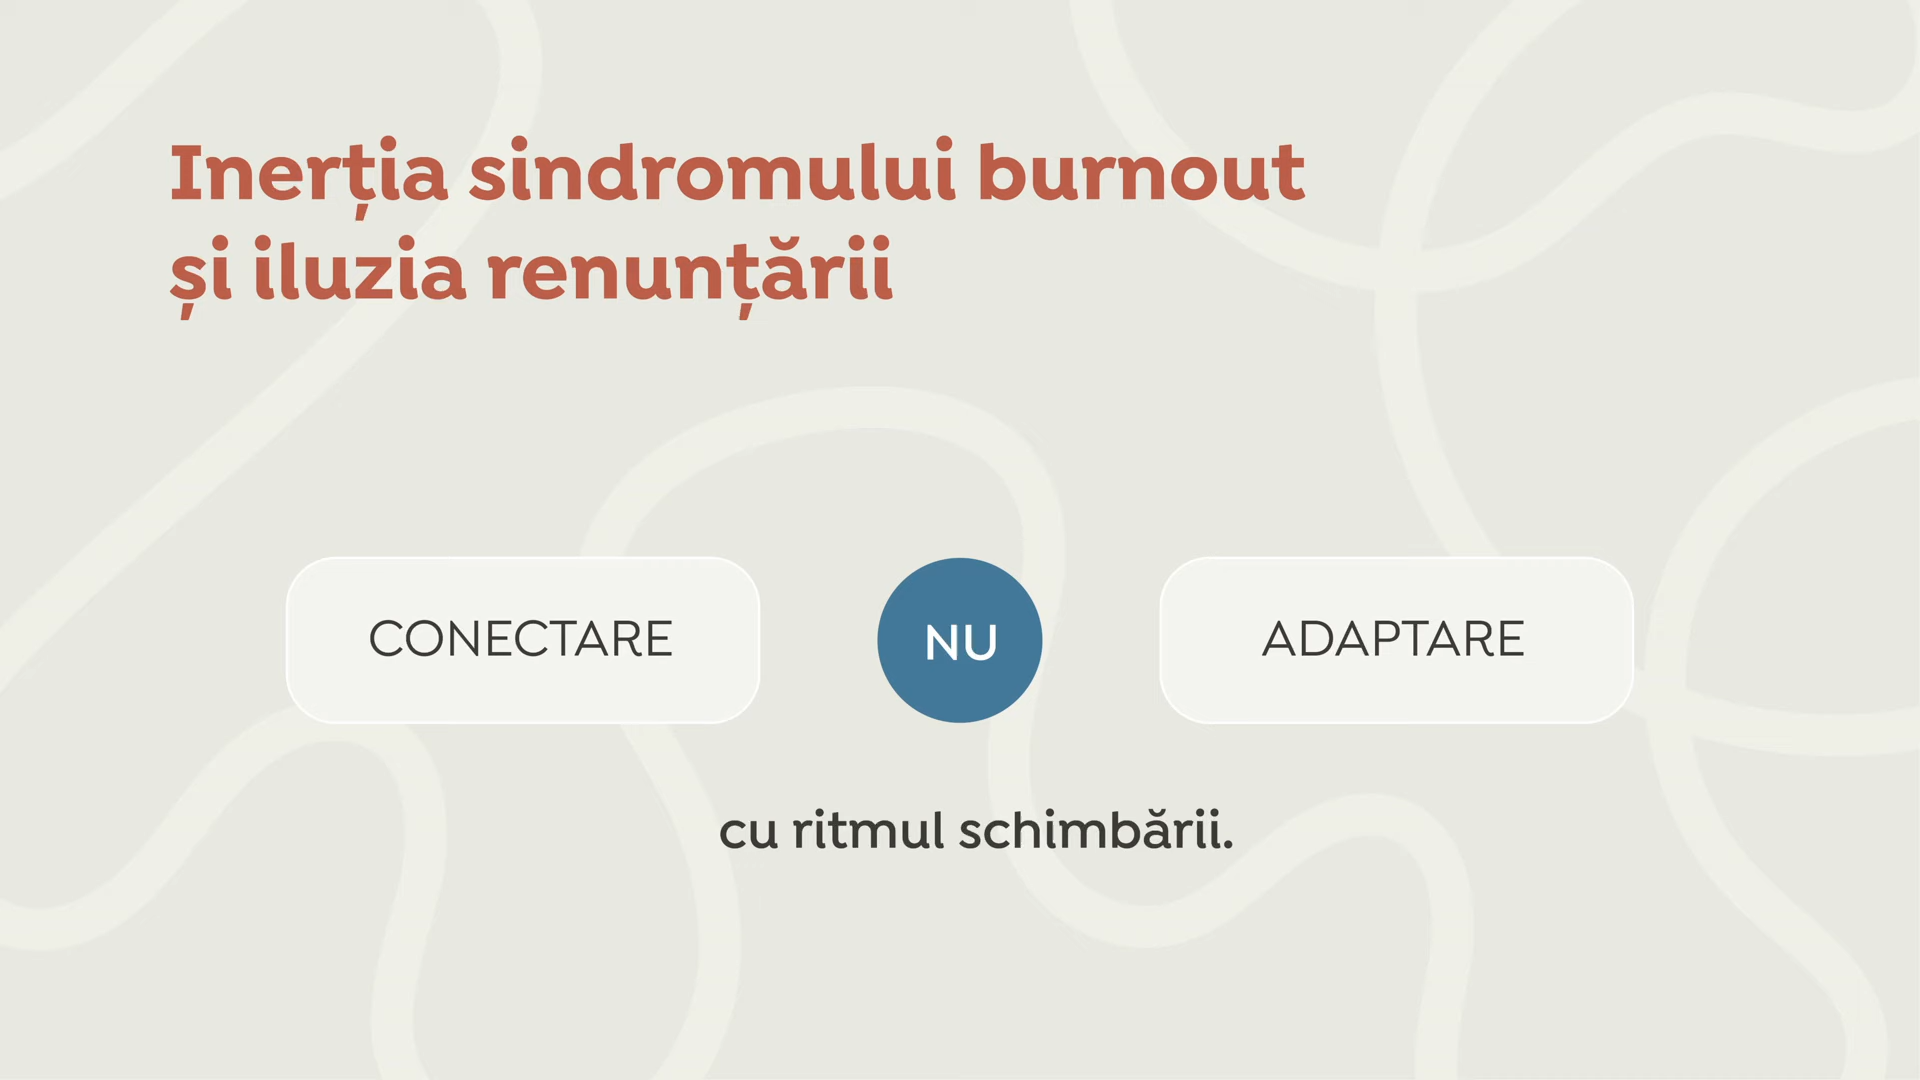 Inerția sindromului burnout
și iluzia renunțării
CONECTARE NU ADAPTARE
cu ritmul schimbării.